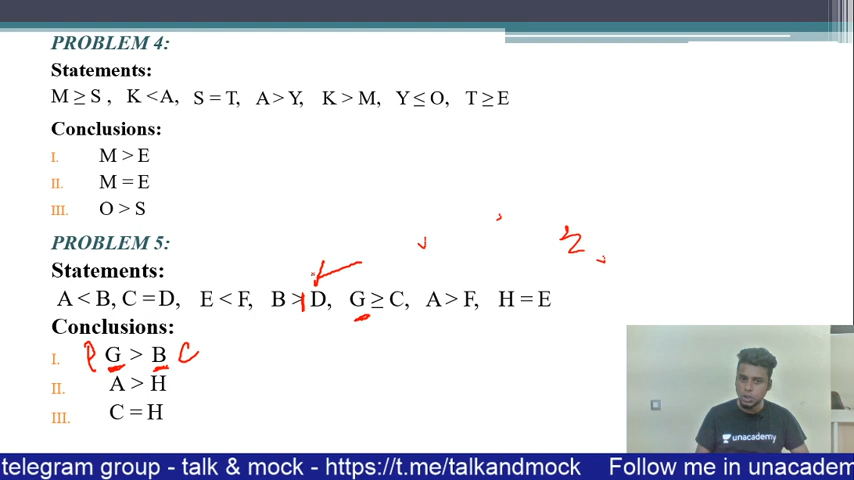 PROBLEM 4:
Statements:
M ≥ S , K < A, S = T, A > Y, K > M, Y ≤ O, T ≥ E
Conclusions:
I. M > E
II. M = E
III. O > S
PROBLEM 5:
Statements:
A < B, C = D, E < F, B > D, G ≥ C, A > F, H = E
Conclusions:
I. G > B C
II. A > H
III. C = H
unacademy
telegram group - talk & mock - https://t.me/talkandmock Follow me in unacadem